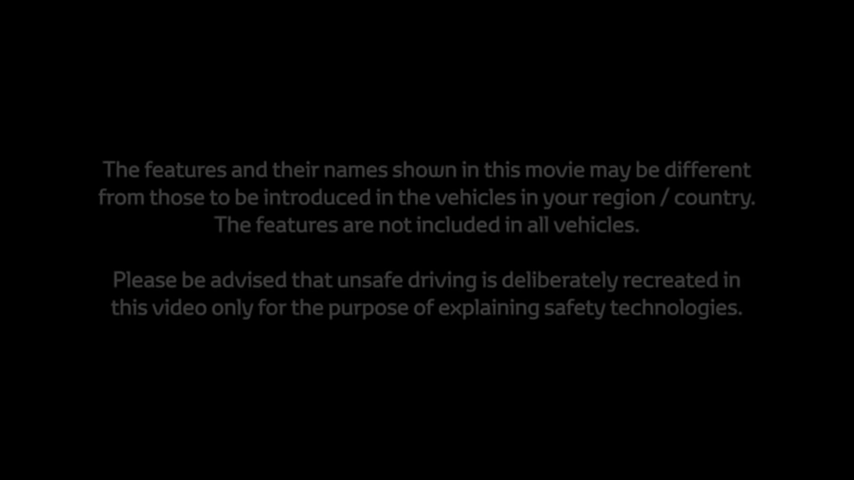 The features and their names shown in this movie may be different
from those to be introduced in the vehicles in your region / country.
The features are not included in all vehicles.
Please be advised that unsafe driving is deliberately recreated in
this video only for the purpose of explaining safety technologies.